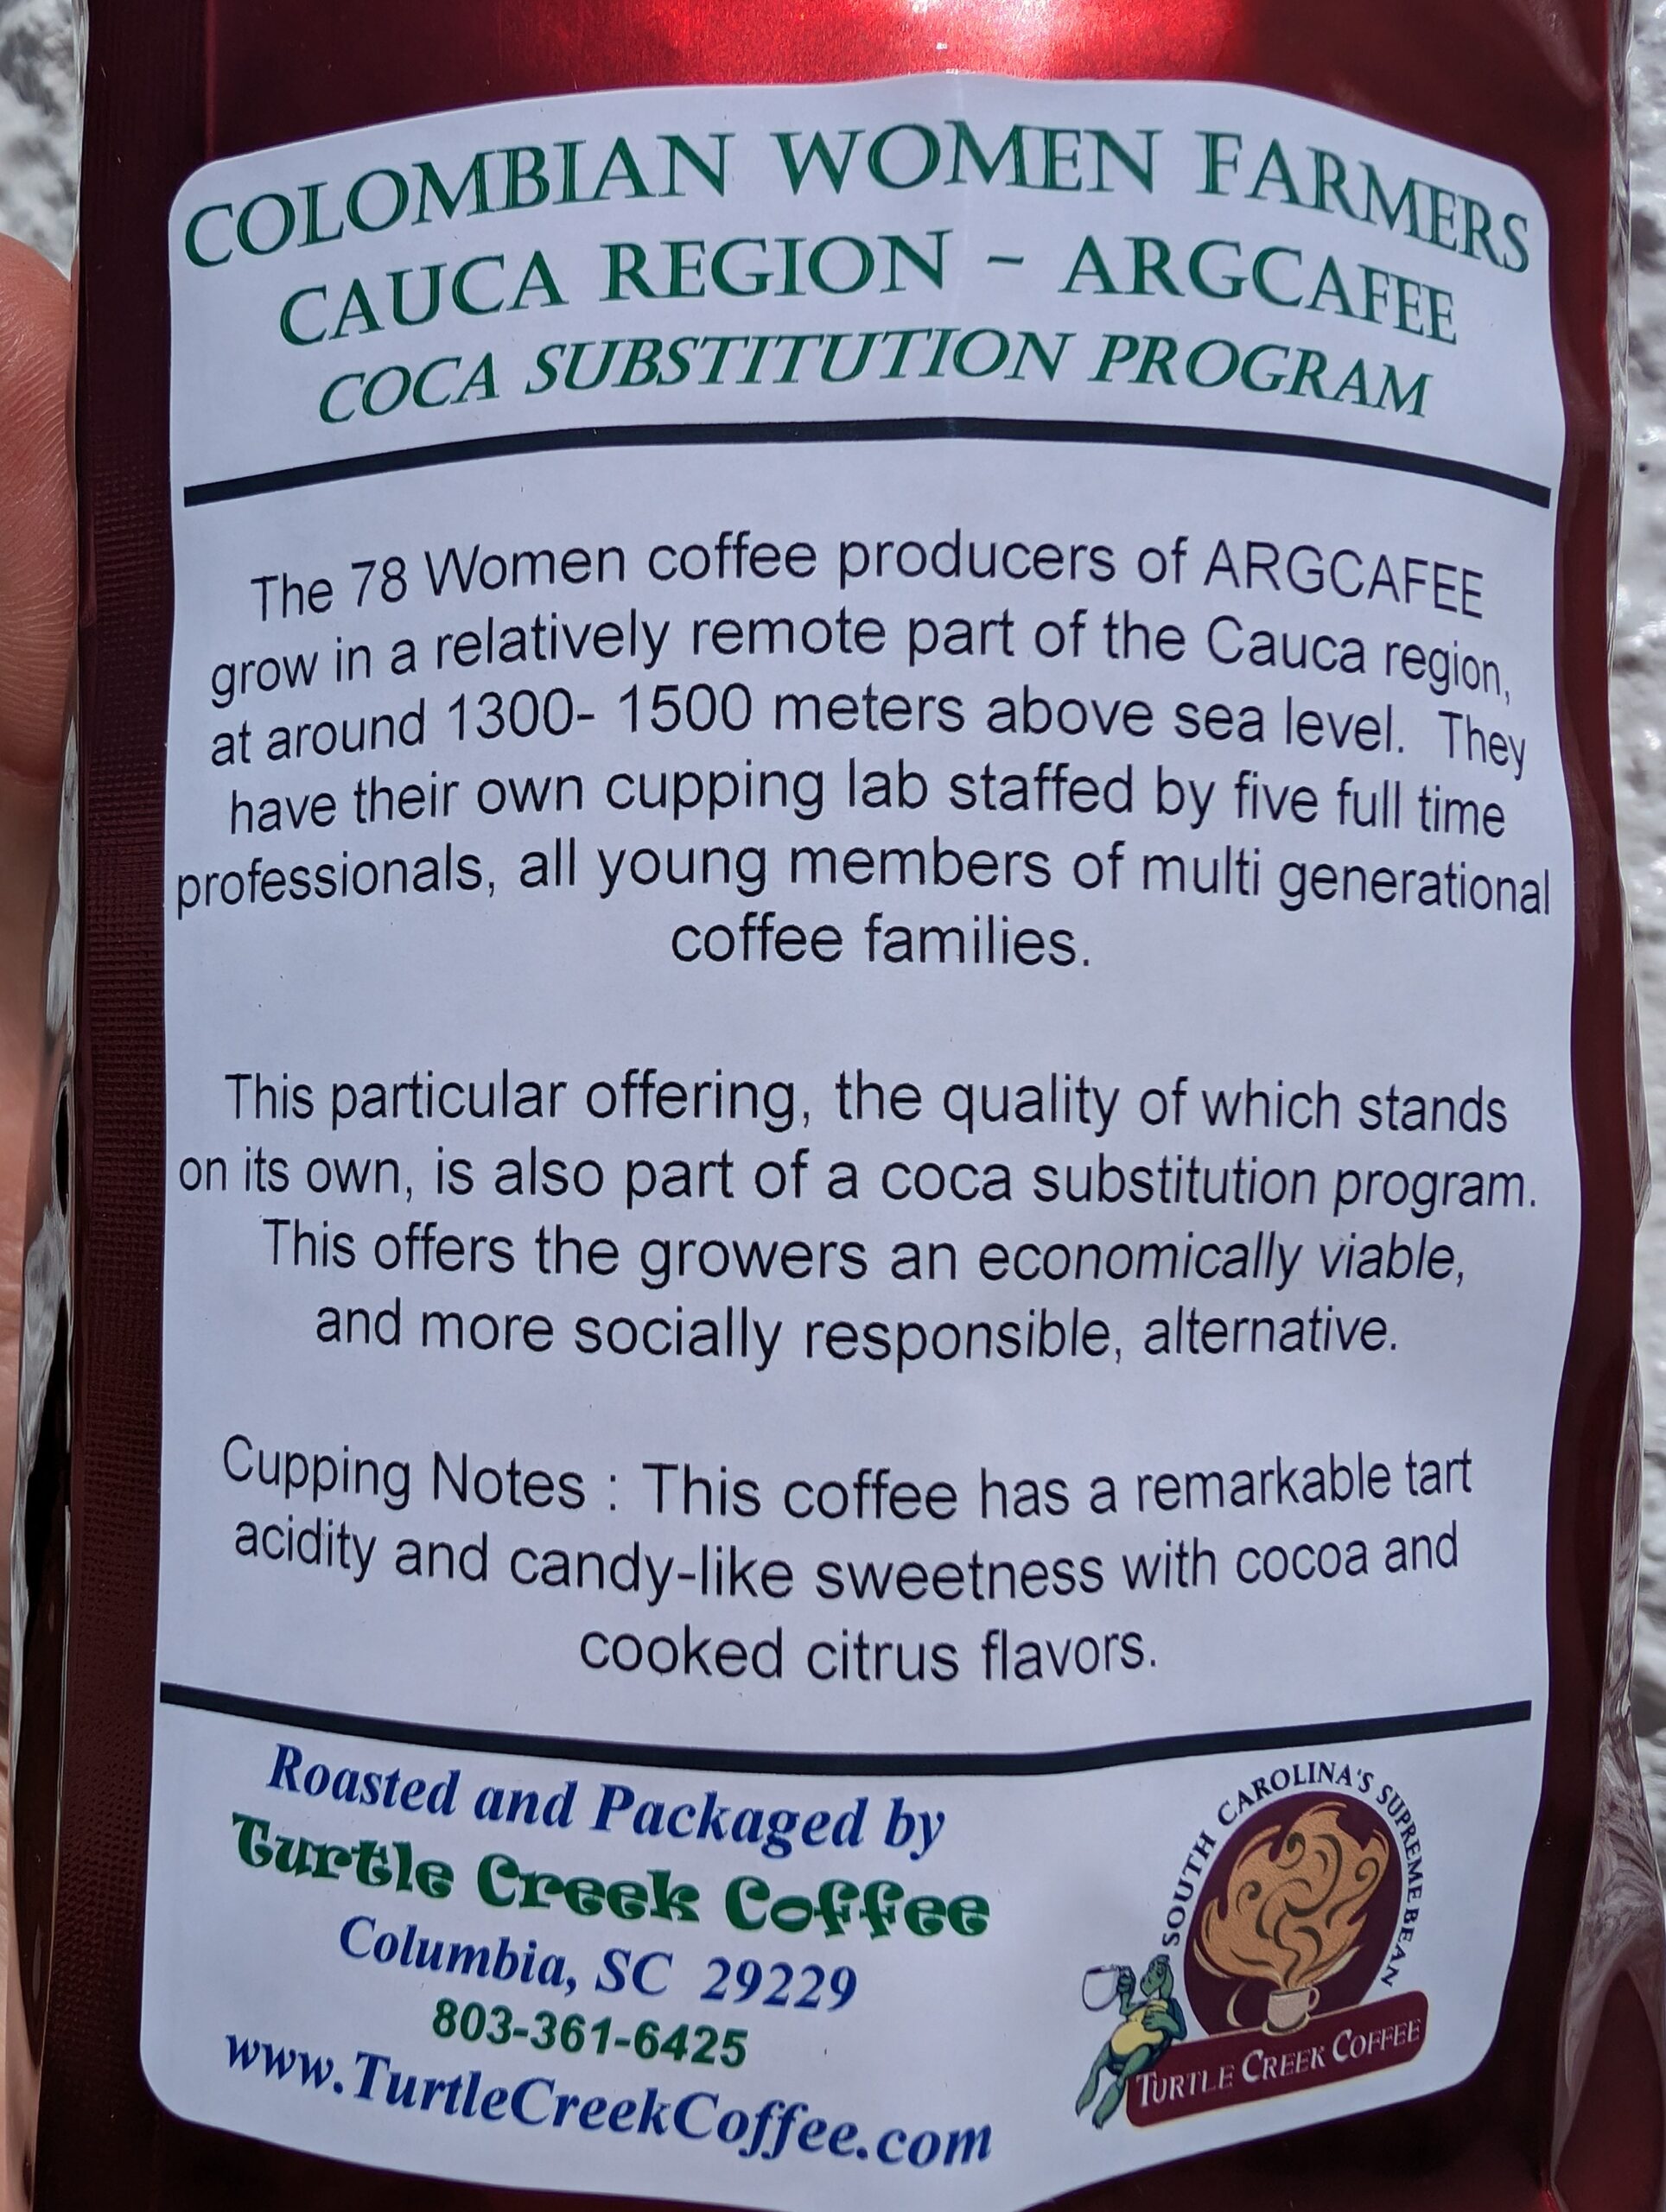 COLOMBIAN WOMEN FARMERS
CAUCA REGION - ARGCAFEE
COCA SUBSTITUTION PROGRAM
The 78 Women coffee producers of ARGCAFEE
grow in a relatively remote part of the Cauca region,
at around 1300- 1500 meters above sea level. They
have their own cupping lab staffed by five full time
professionals, all young members of multi generational
coffee families.
This particular offering, the quality of which stands
on its own, is also part of a coca substitution program.
This offers the growers an economically viable,
and more socially responsible, alternative.
Cupping Notes : This coffee has a remarkable tart
acidity and candy-like sweetness with cocoa and
cooked citrus flavors.
Roasted and Packaged by
Turtle Creek Coffee
Columbia, SC 29229
803-361-6425
www.TurtleCreekCoffee.com
SOUTH CAROLINA'S SUPREME BEAN
TURTLE CREEK COFFEE